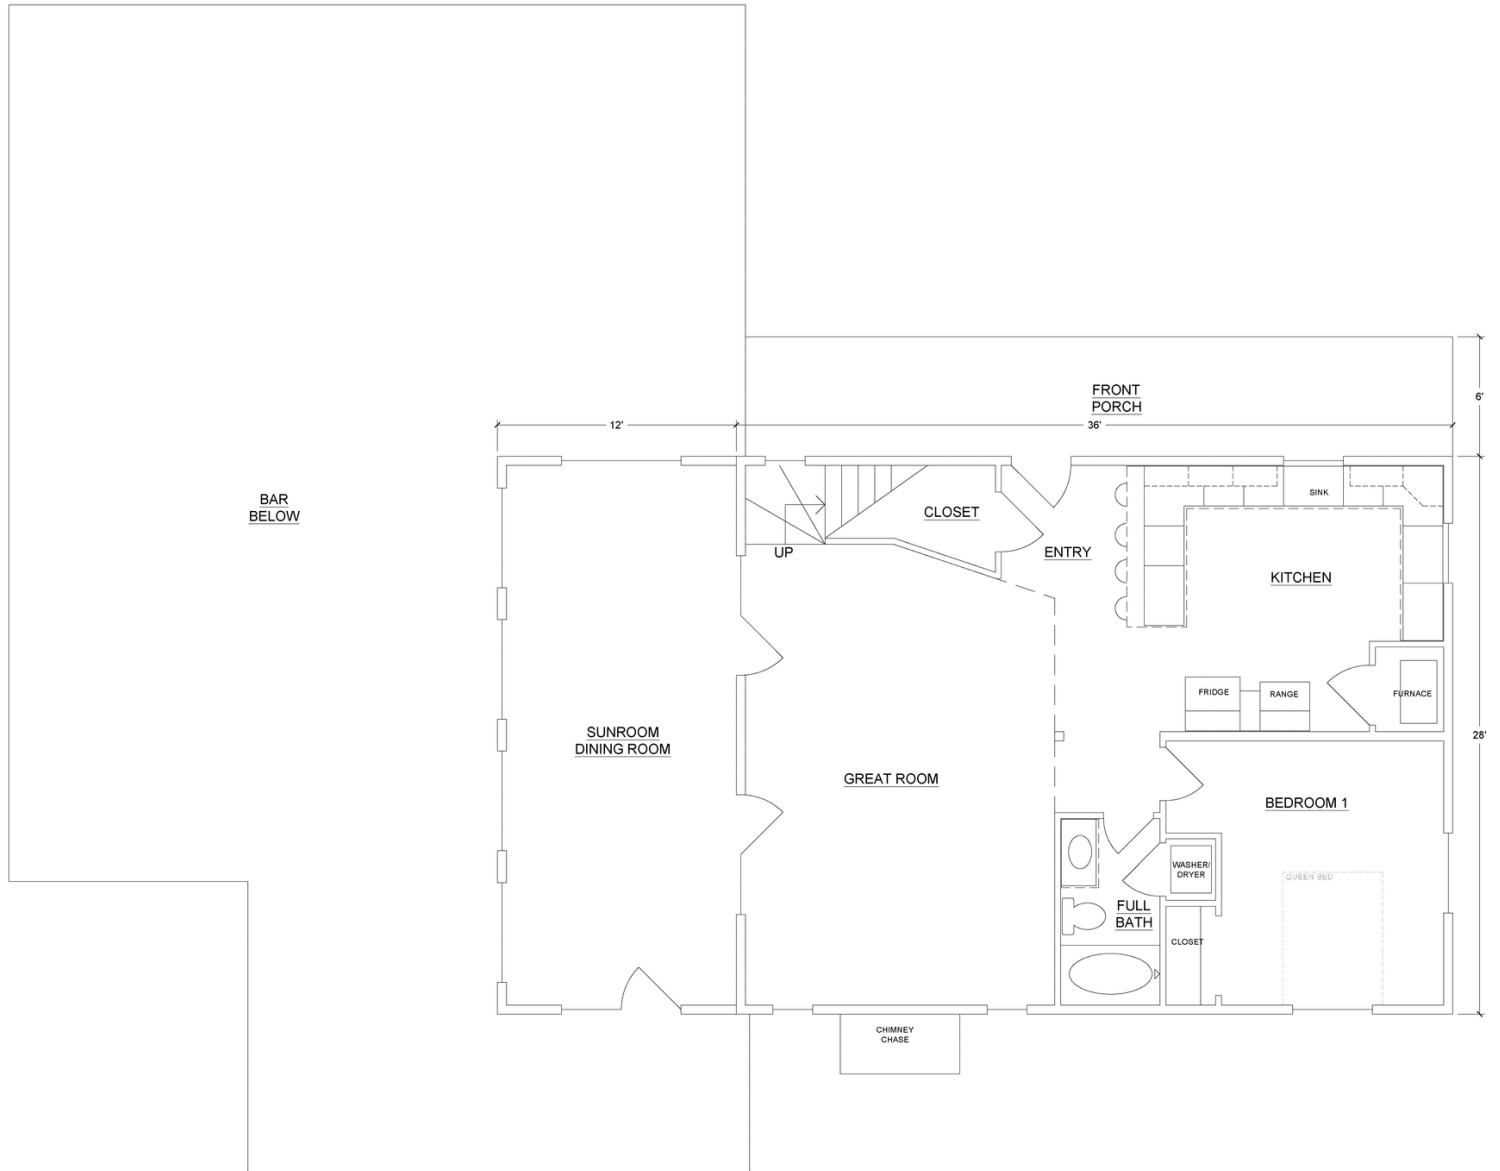 FRONT
PORCH
6'
12'
36'
BAR
BELOW
SINK
CLOSET
UP
ENTRY
KITCHEN
FRIDGE
RANGE
FURNACE
SUNROOM
DINING ROOM
28'
GREAT ROOM
BEDROOM 1
WASHER/
DRYER
QUEEN BED
FULL
BATH
CLOSET
CHIMNEY
CHASE